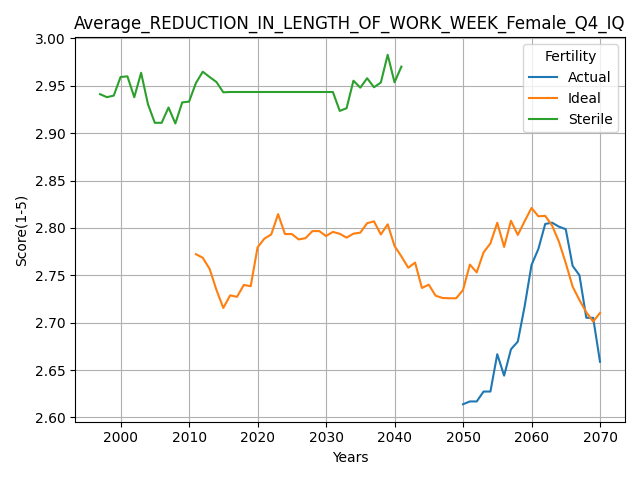 Average_REDUCTION_IN_LENGTH_OF_WORK_WEEK_Female_Q4_IQ
Fertility
Actual
Ideal
Sterile
Score(1-5)
3.00
2.95
2.90
2.85
2.80
2.75
2.70
2.65
2.60
2000 2010 2020 2030 2040 2050 2060 2070
Years